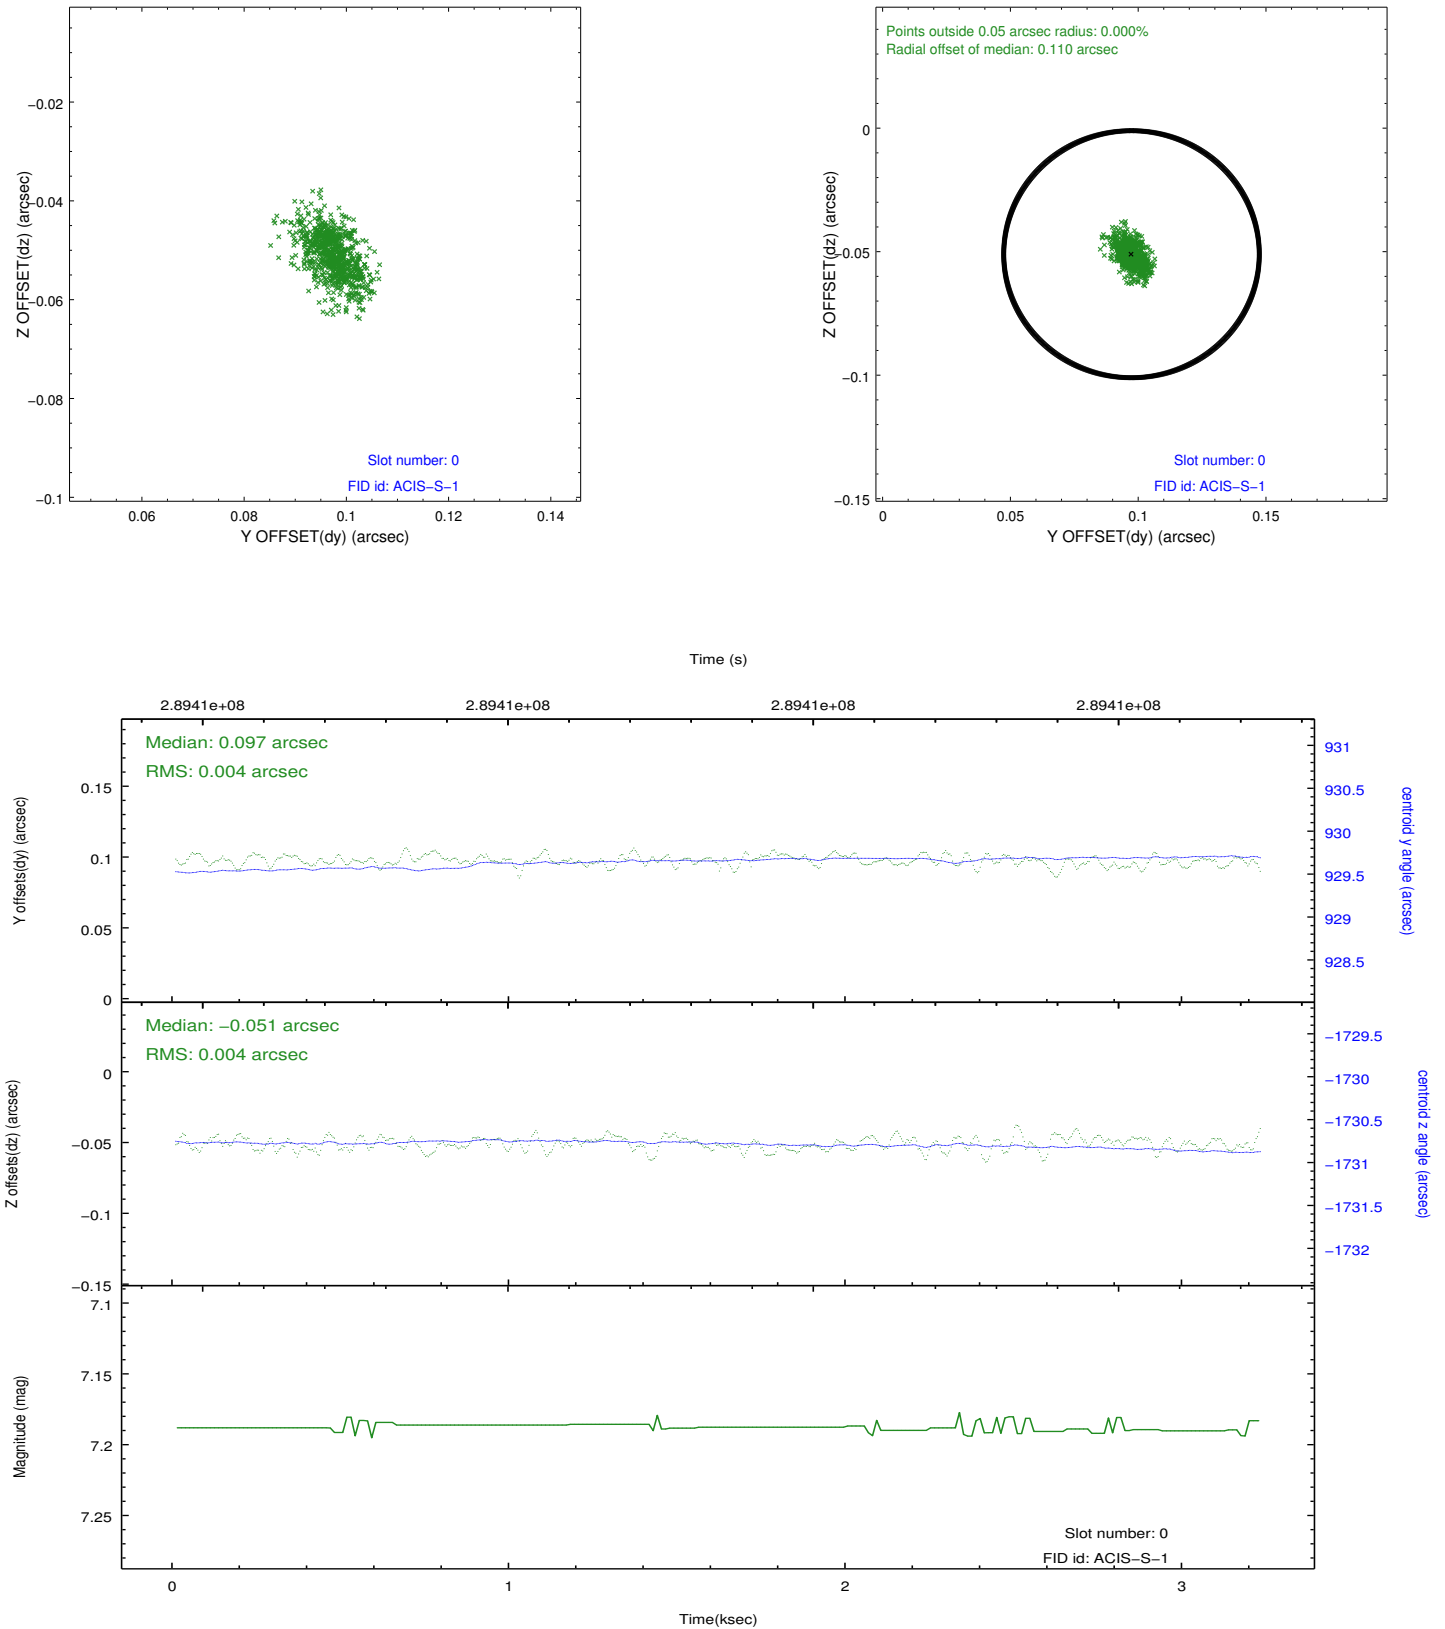 −0.02
−0.04
−0.06
−0.08
−0.1
Z OFFSET(dz) (arcsec)
Slot number: 0
FID id: ACIS−S−1
0.06 0.08 0.1 0.12 0.14
Y OFFSET(dy) (arcsec)
Points outside 0.05 arcsec radius: 0.000%
Radial offset of median: 0.110 arcsec
0
−0.05
−0.1
−0.15
Z OFFSET(dz) (arcsec)
Slot number: 0
FID id: ACIS−S−1
0 0.05 0.1 0.15
Y OFFSET(dy) (arcsec)
Time (s)
2.8941e+08 2.8941e+08 2.8941e+08 2.8941e+08
Median: 0.097 arcsec
RMS: 0.004 arcsec
0.15
0.1
0.05
0
Y offsets(dy) (arcsec)
931
930.5
930
929.5
929
928.5
centroid y angle (arcsec)
Median: −0.051 arcsec
RMS: 0.004 arcsec
0
−0.05
−0.1
−0.15
Z offsets(dz) (arcsec)
−1729.5
−1730
−1730.5
−1731
−1731.5
−1732
centroid z angle (arcsec)
7.1
7.15
7.2
7.25
Magnitude (mag)
Slot number: 0
FID id: ACIS−S−1
0 1 2 3
Time(ksec)